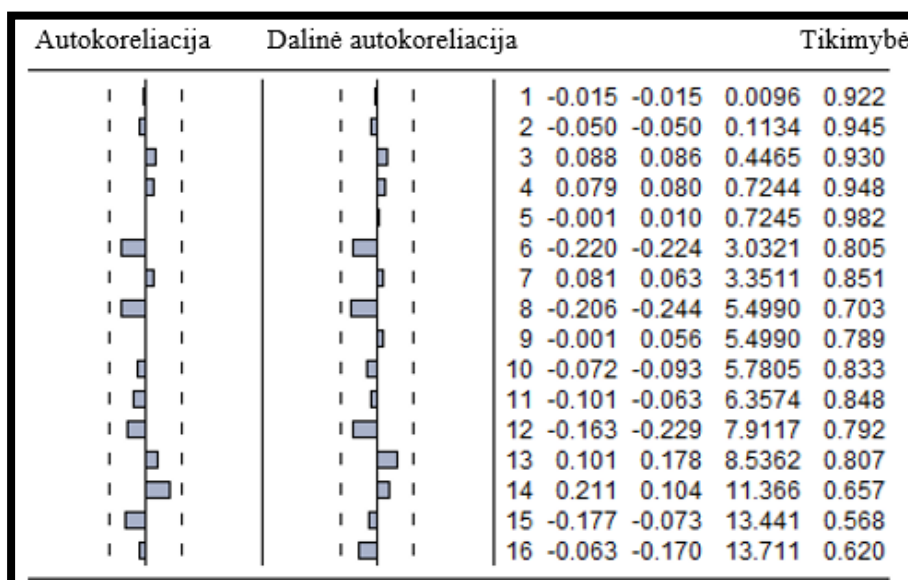 Autokoreliacija Dalinė autokoreliacija Tikimybė
1 -0.015 -0.015 0.0096 0.922
2 -0.050 -0.050 0.1134 0.945
3 0.088 0.086 0.4465 0.930
4 0.079 0.080 0.7244 0.948
5 -0.001 0.010 0.7245 0.982
6 -0.220 -0.224 3.0321 0.805
7 0.081 0.063 3.3511 0.851
8 -0.206 -0.244 5.4990 0.703
9 -0.001 0.056 5.4990 0.789
10 -0.072 -0.093 5.7805 0.833
11 -0.101 -0.063 6.3574 0.848
12 -0.163 -0.229 7.9117 0.792
13 0.101 0.178 8.5362 0.807
14 0.211 0.104 11.366 0.657
15 -0.177 -0.073 13.441 0.568
16 -0.063 -0.170 13.711 0.620